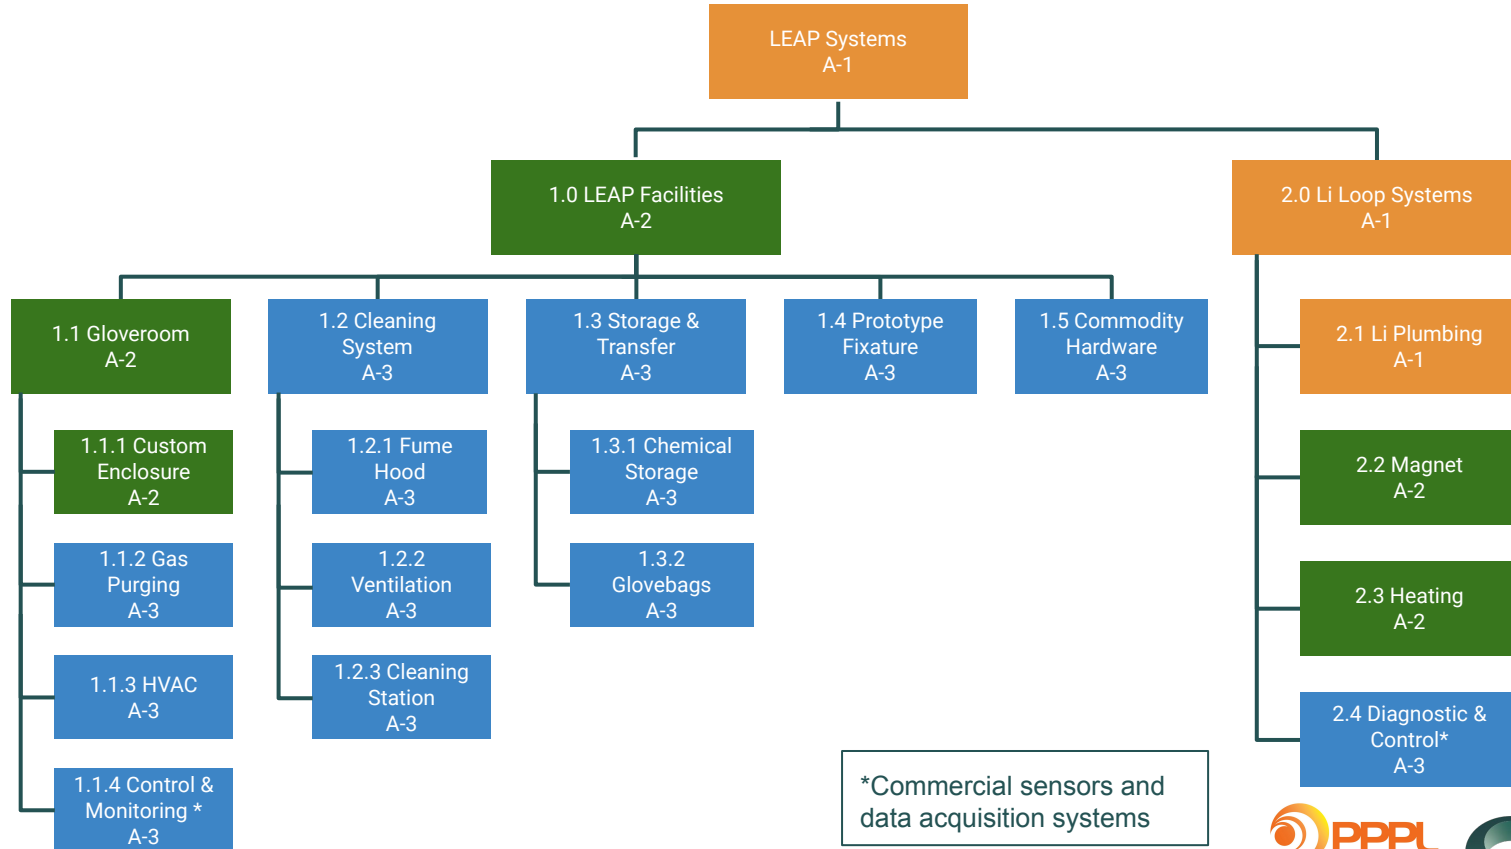 LEAP Systems
A-1
1.0 LEAP Facilities
A-2
2.0 Li Loop Systems
A-1
1.1 Gloveroom
A-2
1.2 Cleaning
System
A-3
1.3 Storage &
Transfer
A-3
1.4 Prototype
Fixature
A-3
1.5 Commodity
Hardware
A-3
2.1 Li Plumbing
A-1
1.1.1 Custom
Enclosure
A-2
1.2.1 Fume
Hood
A-3
1.3.1 Chemical
Storage
A-3
2.2 Magnet
A-2
1.1.2 Gas
Purging
A-3
1.2.2
Ventilation
A-3
1.3.2
Glovebags
A-3
2.3 Heating
A-2
1.1.3 HVAC
A-3
1.2.3 Cleaning
Station
A-3
2.4 Diagnostic &
Control*
A-3
1.1.4 Control &
Monitoring *
A-3
*Commercial sensors and
data acquisition systems
PPPL